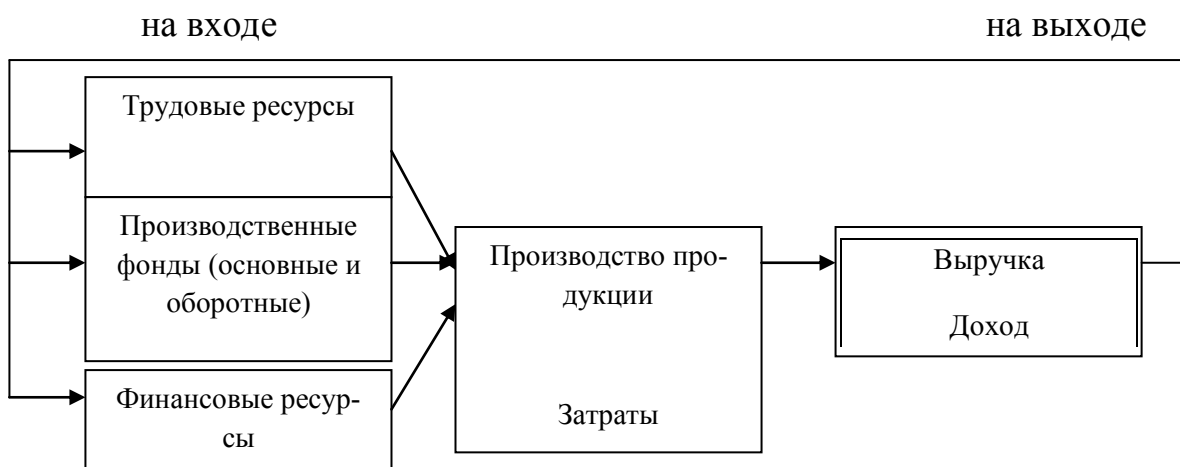 на входе
на выходе
Трудовые ресурсы
Производственные
фонды (основные и
оборотные)
Финансовые ресур-
сы
Производство про-
дукции
Затраты
Выручка
Доход